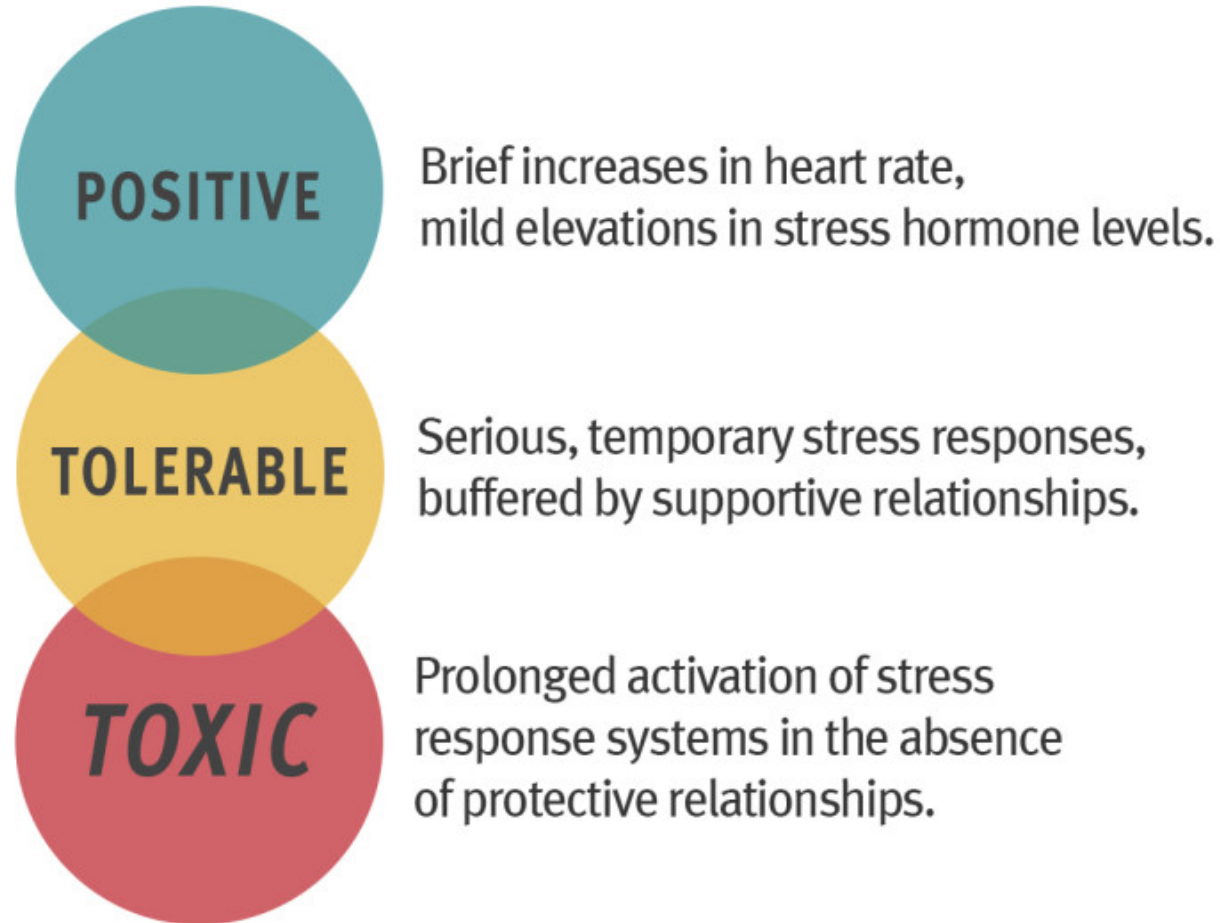 POSITIVE
Brief increases in heart rate,
mild elevations in stress hormone levels.
TOLERABLE
Serious, temporary stress responses,
buffered by supportive relationships.
TOXIC
Prolonged activation of stress
response systems in the absence
of protective relationships.